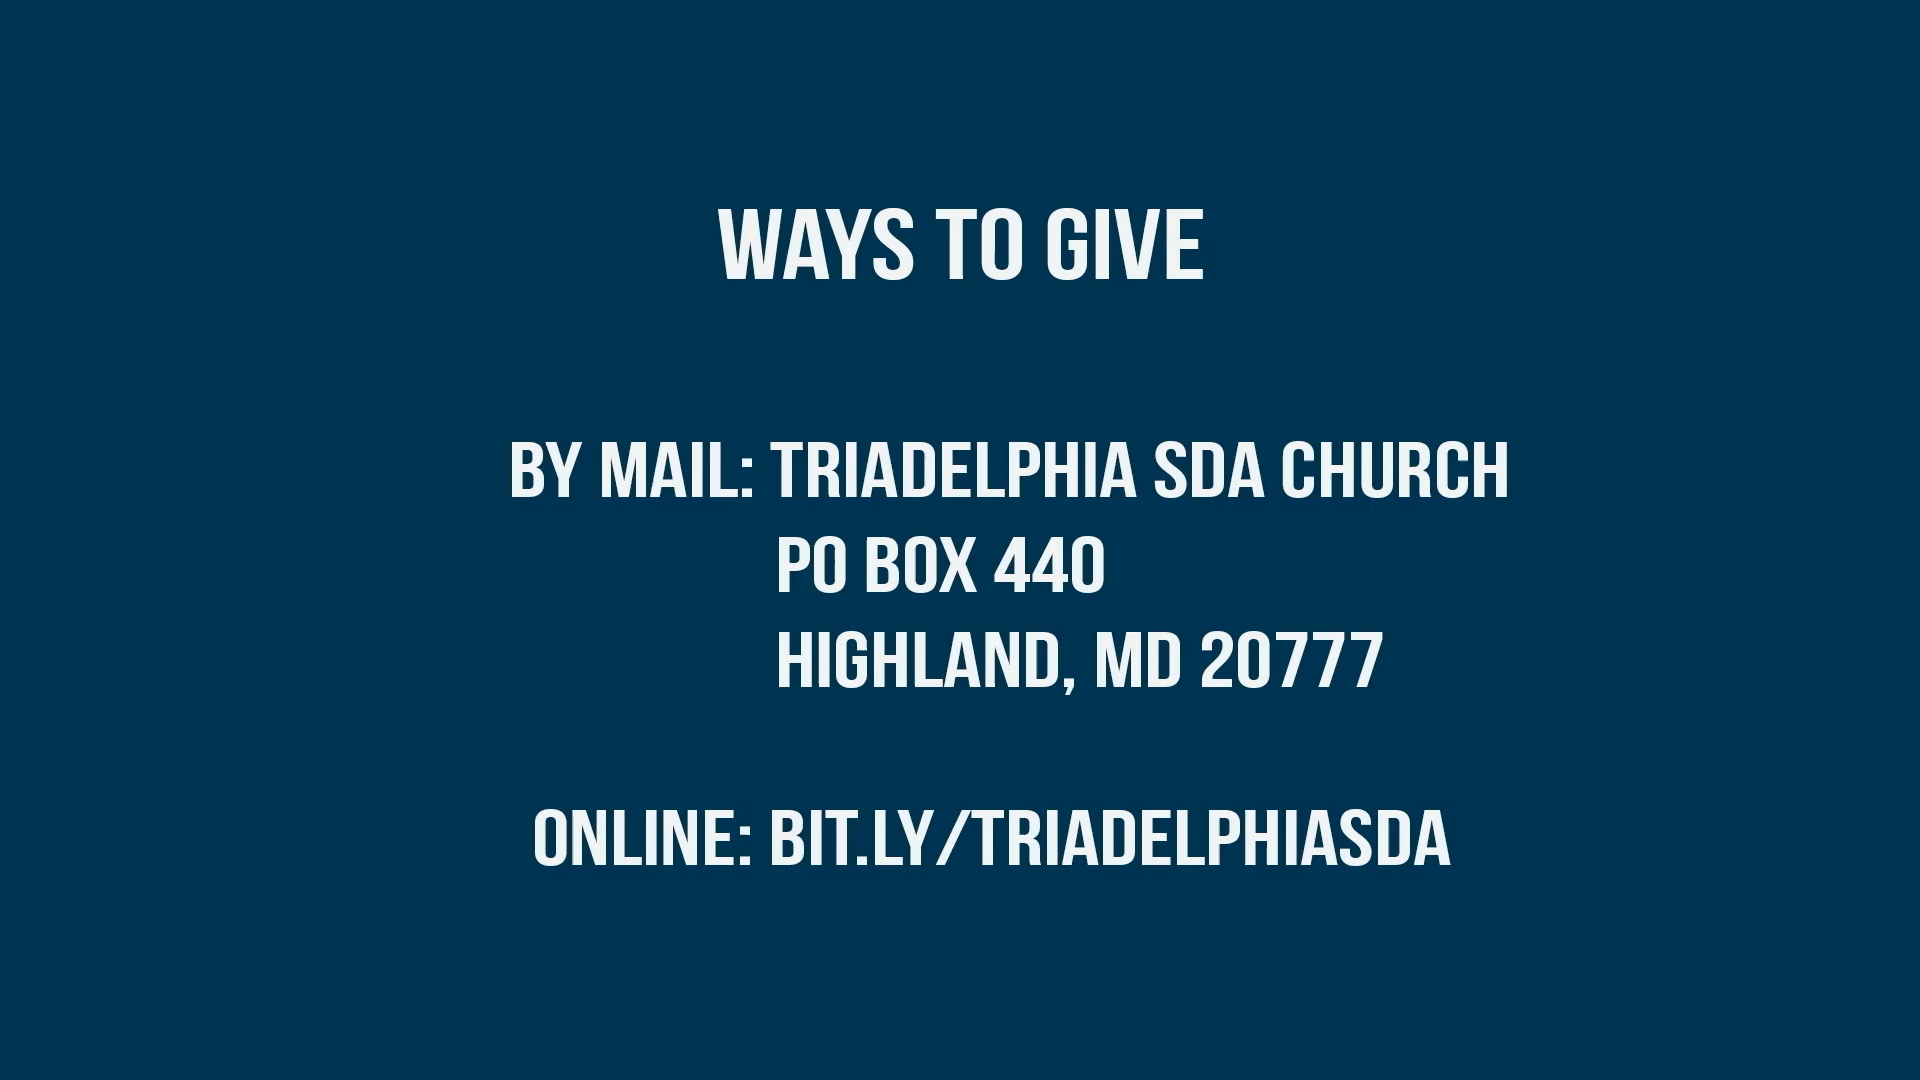 WAYS TO GIVE
BY MAIL: TRIADELPHIA SDA CHURCH
PO BOX 440
HIGHLAND, MD 20777
ONLINE: BIT.LY/TRIADELPHIASDA